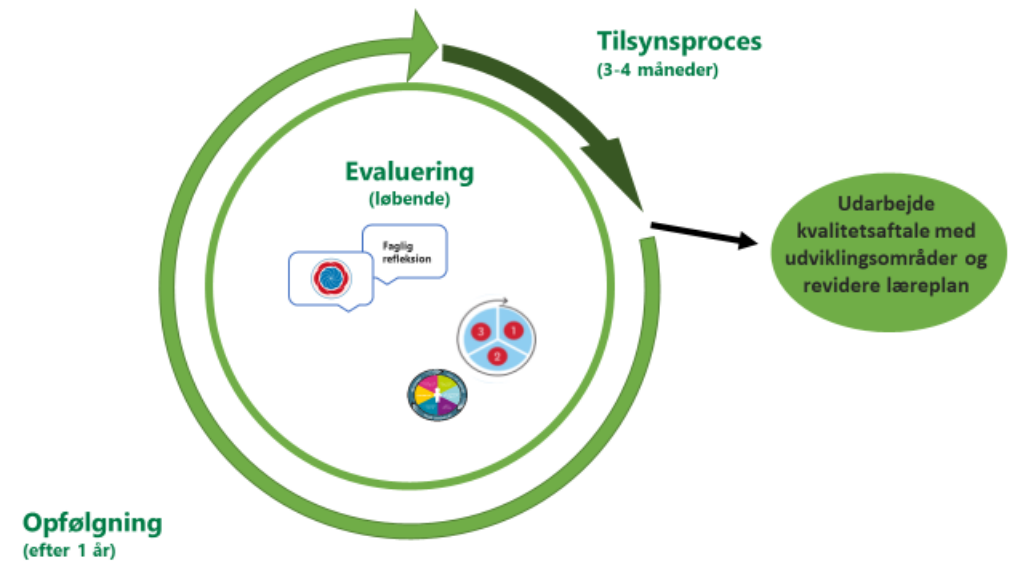 Tilsynsproces
(3-4 måneder)
Evaluering
(løbende)
Faglig
refleksion
3
1
2
Udarbejde
kvalitetsaftale med
udviklingsområder og
revidere læreplan
Opfølgning
(efter 1 år)